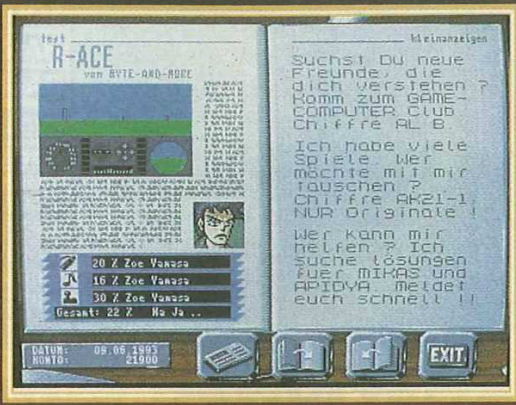 test
R-ACE
von BYTE-AND-MORE
20 % Zoe Yamasa
16 % Zoe Yamasa
30 % Zoe Yamasa
Gesamt: 22 % Na Ja ..
kleinanzeigen
Suchst Du neue
Freunde, die
dich verstehen ?
Komm zum GAME-
COMPUTER Club
Chiffre AL B.
Ich habe viele
Spiele. Wer
möchte mit mir
tauschen ?
Chiffre AK21-1,
NUR Originale !
Wer kann mir
helfen ? Ich
suche lösungen
fuer MIKAS und
APIDYA. Meldet
euch schnell !!
DATUM: 09.06.1993
KONTO: 21900
EXIT